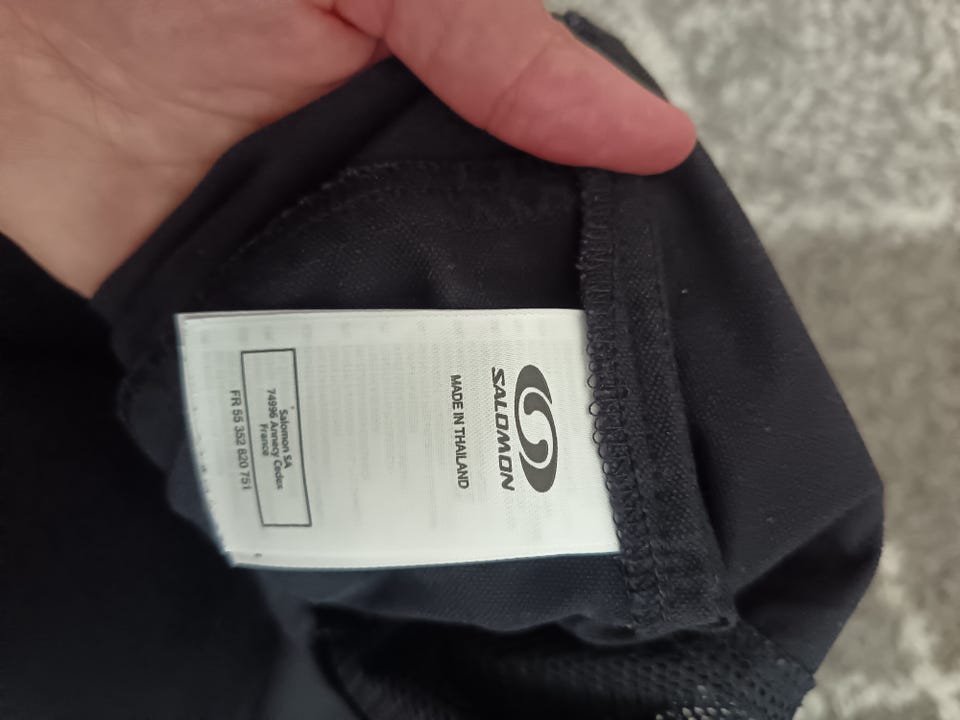 SALOMON
MADE IN THAILAND
Salomon SA
74996 Annecy Cedex
France
FR 55 352 820 751